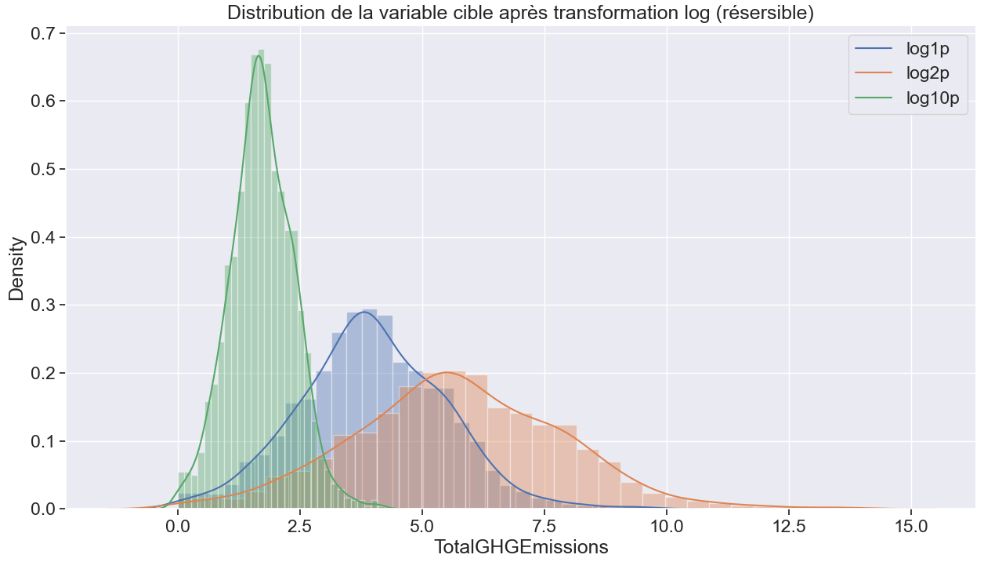 Distribution de la variable cible après transformation log (résersible)
0.7
0.6
0.5
0.4
0.3
0.2
0.1
0.0
Density
log1p
log2p
log10p
0.0 2.5 5.0 7.5 10.0 12.5 15.0
TotalGHGEmissions